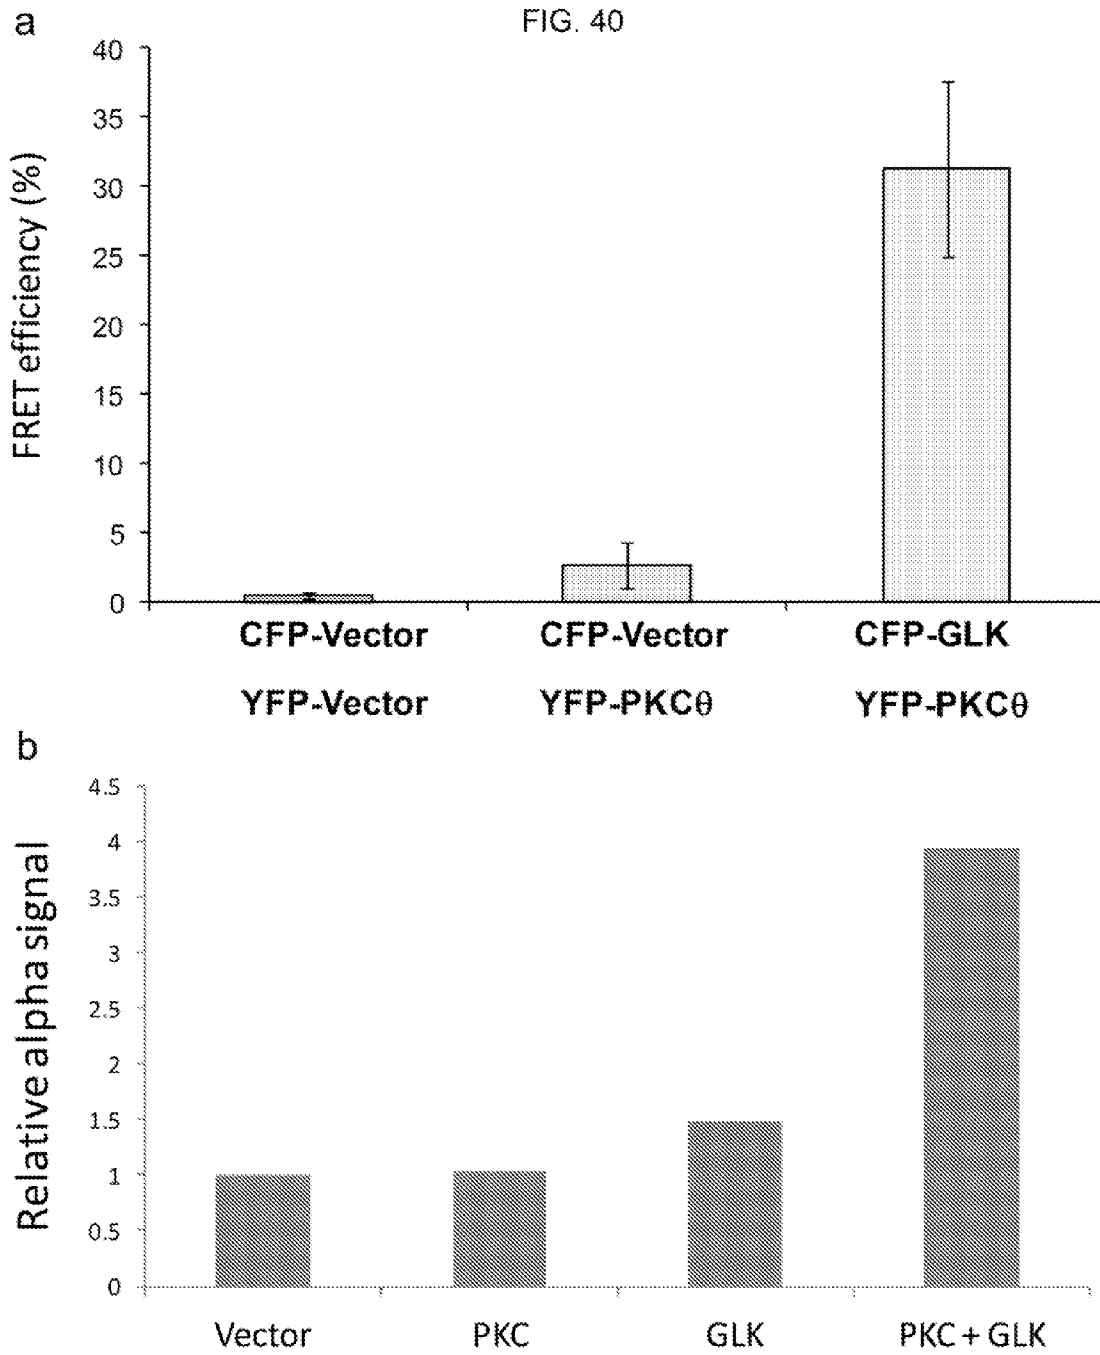 a
FIG. 40
FRET efficiency (%)
40
35
30
25
20
15
10
5
0
CFP-Vector CFP-Vector CFP-GLK
YFP-Vector YFP-PKCθ YFP-PKCθ
b
Relative alpha signal
4.5
4
3.5
3
2.5
2
1.5
1
0.5
0
Vector PKC GLK PKC + GLK